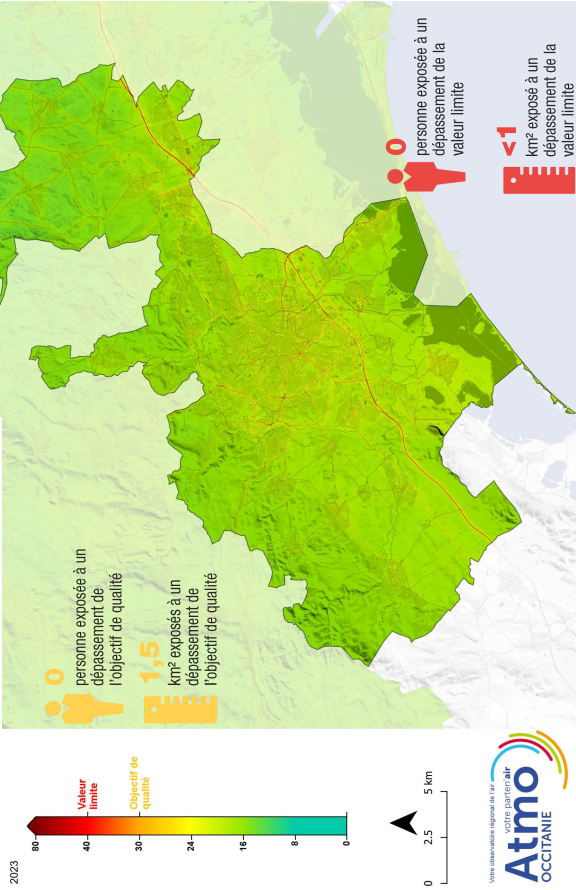 2023
80
40
30
24
16
8
0
Valeur
limite
Objectif de
qualité
0
2.5
5 km
Votre observatoire régional de l'air
Atmo
votre parten'air
OCCITANIE
0
personne exposée à un
dépassement de
l'objectif de qualité
1,5
km² exposés à un
dépassement de
l'objectif de qualité
0
personne exposée à un
dépassement de la
valeur limite
<1
km² exposé à un
dépassement de la
valeur limite